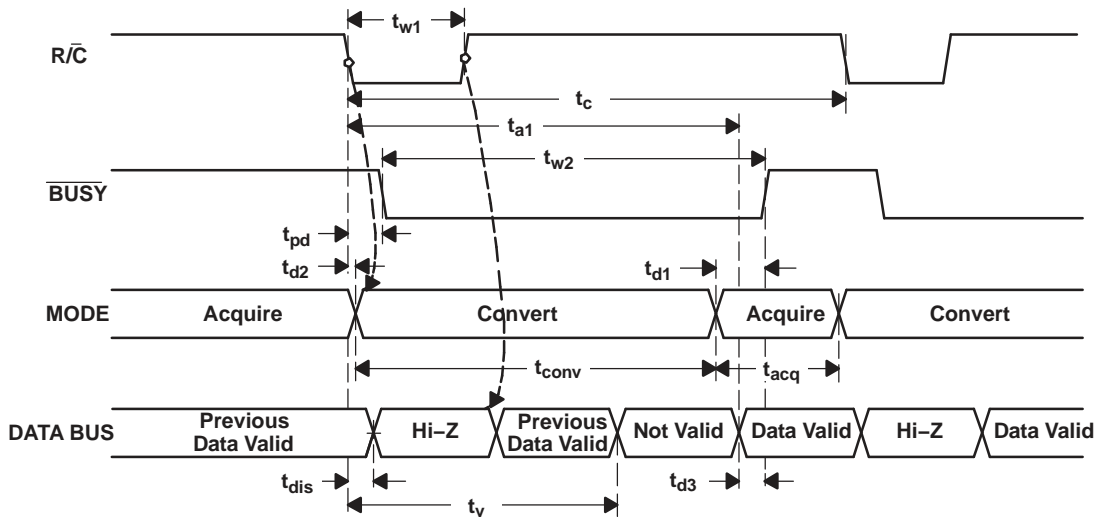 t_w1
R/C̅
t_c
t_a1
t_w2
B̅U̅S̅Y̅
t_pd
t_d2
t_d1
MODE
Acquire
Convert
Acquire
Convert
t_conv
t_acq
DATA BUS
Previous
Data Valid
Hi–Z
Previous
Data Valid
Not Valid
Data Valid
Hi–Z
Data Valid
t_dis
t_v
t_d3